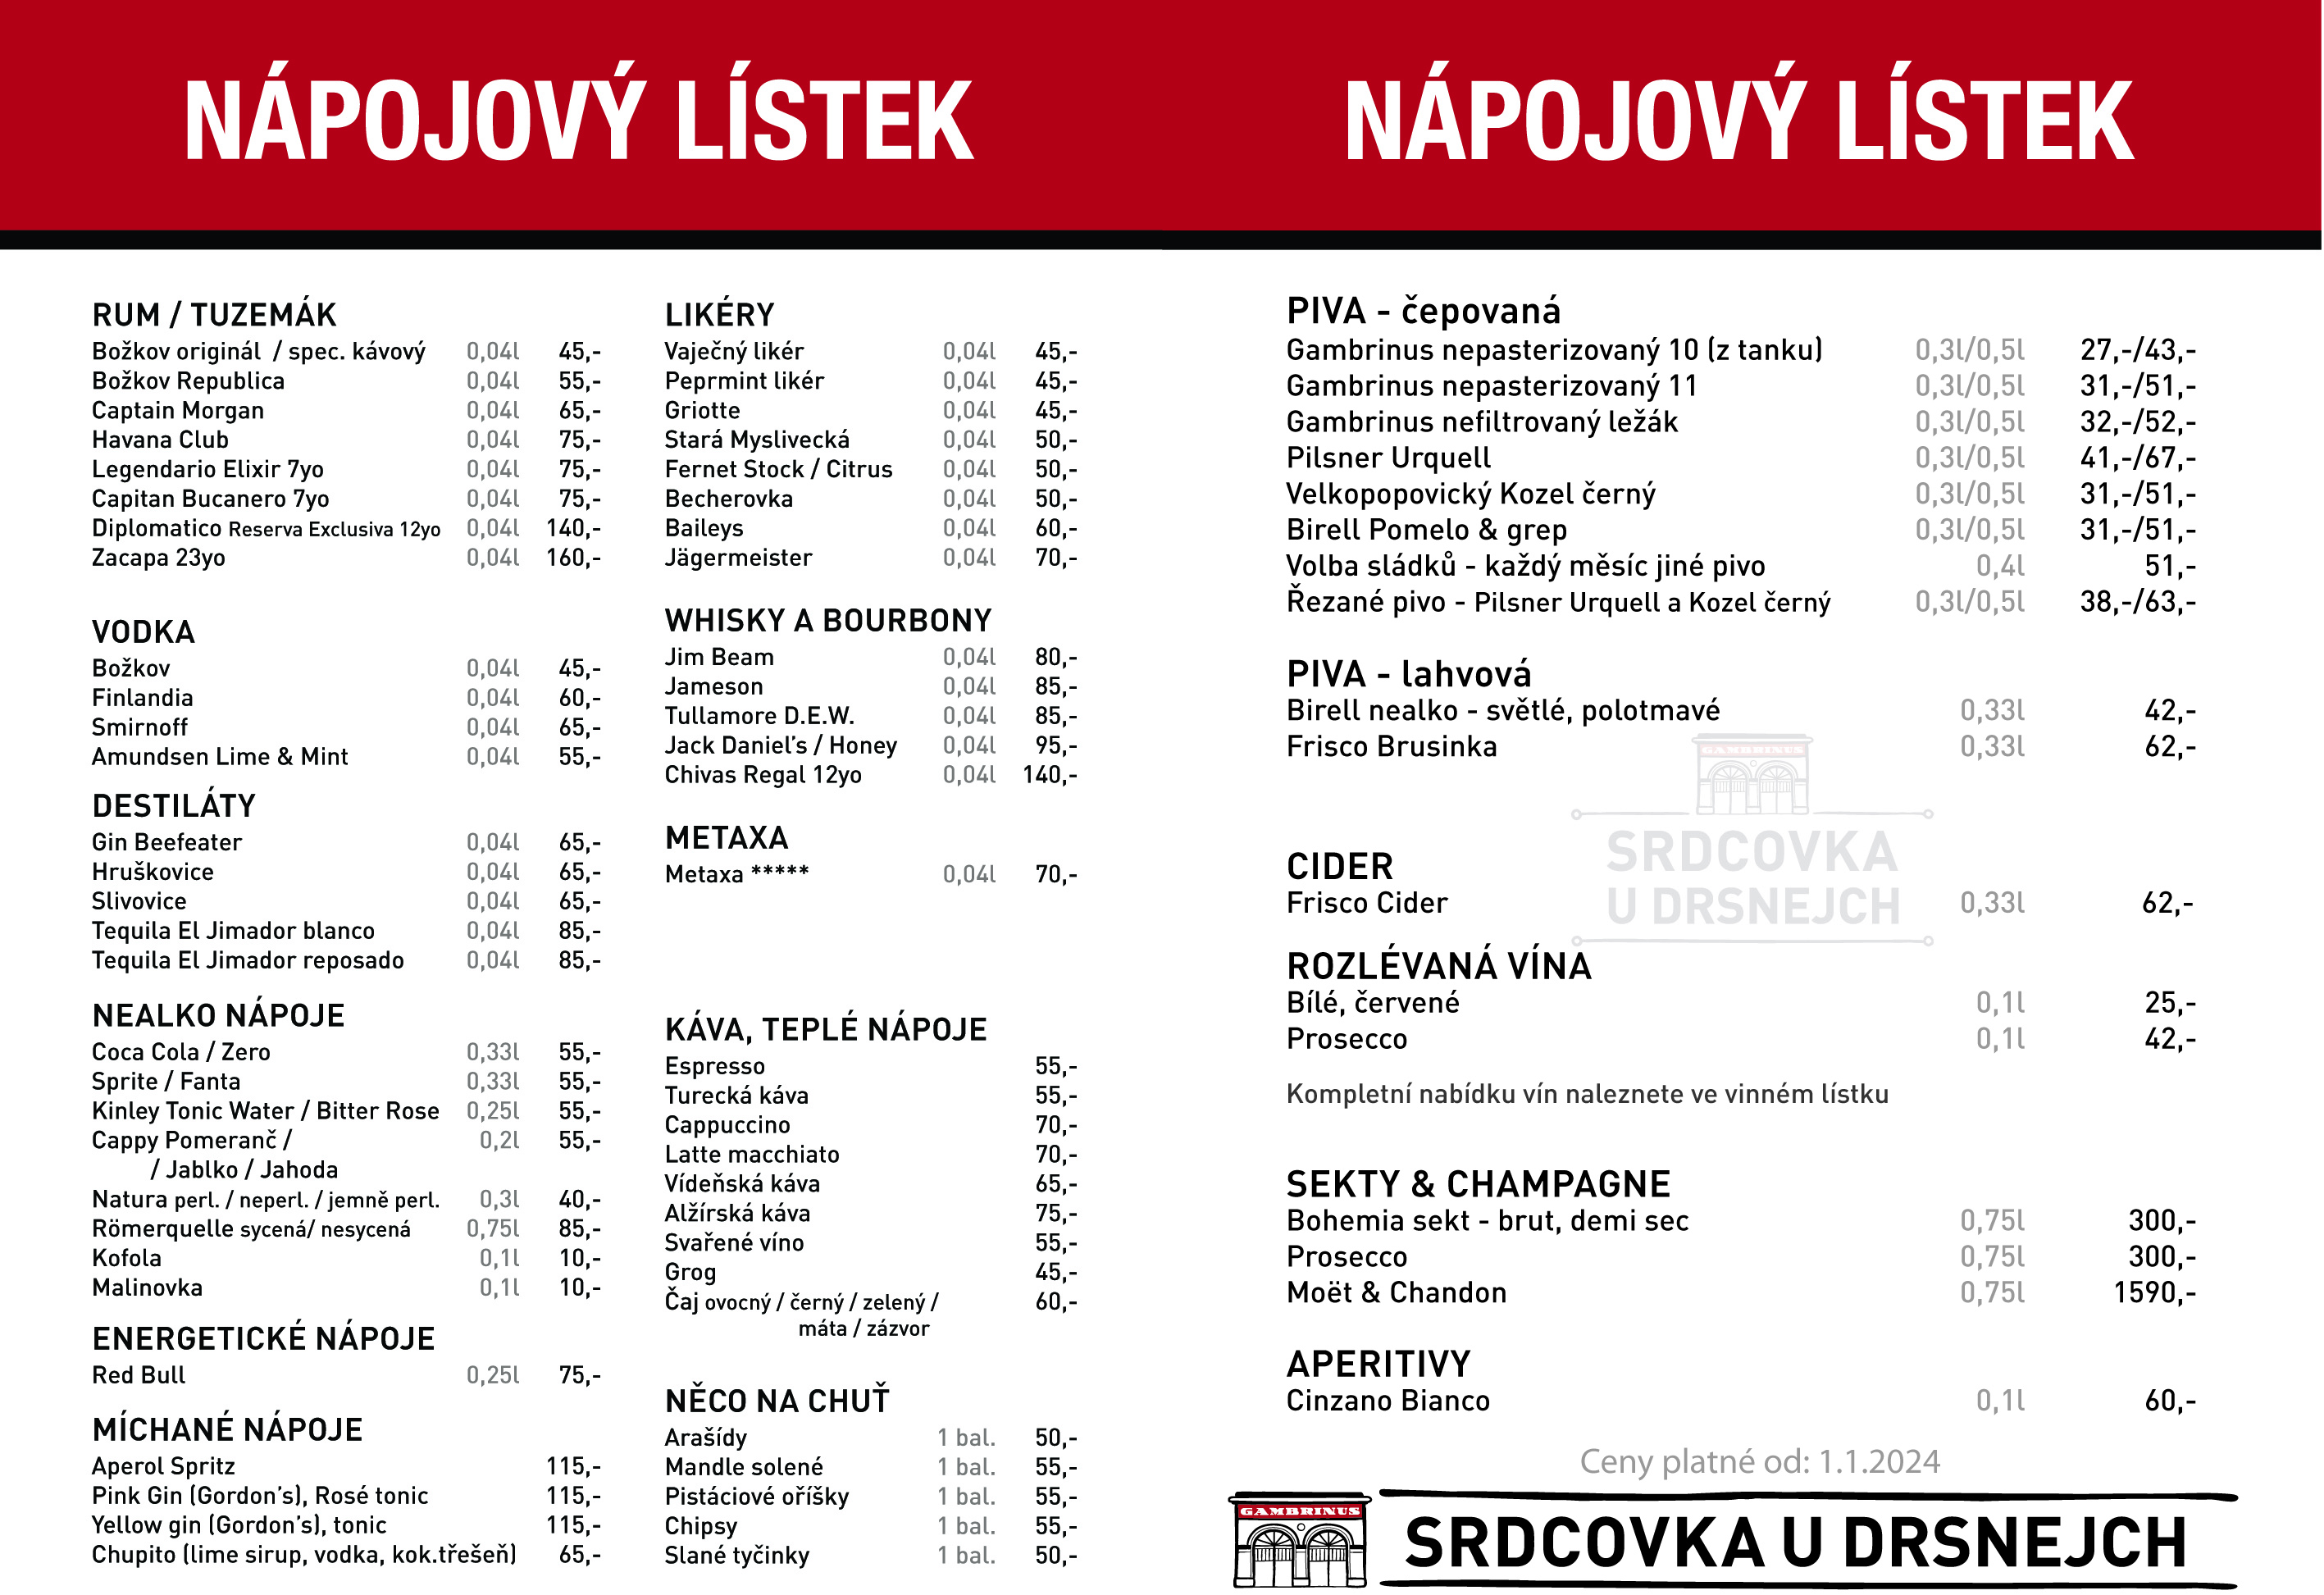 NÁPOJOVÝ LÍSTEK
RUM / TUZEMÁK
Božkov originál / spec. kávový 0,04l 45,-
Božkov Republica 0,04l 55,-
Captain Morgan 0,04l 65,-
Havana Club 0,04l 75,-
Legendario Elixir 7yo 0,04l 75,-
Capitan Bucanero 7yo 0,04l 75,-
Diplomatico Reserva Exclusiva 12yo 0,04l 140,-
Zacapa 23yo 0,04l 160,-
VODKA
Božkov 0,04l 45,-
Finlandia 0,04l 60,-
Smirnoff 0,04l 65,-
Amundsen Lime & Mint 0,04l 55,-
DESTILÁTY
Gin Beefeater 0,04l 65,-
Hruškovice 0,04l 65,-
Slivovice 0,04l 65,-
Tequila El Jimador blanco 0,04l 85,-
Tequila El Jimador reposado 0,04l 85,-
NEALKO NÁPOJE
Coca Cola / Zero 0,33l 55,-
Sprite / Fanta 0,33l 55,-
Kinley Tonic Water / Bitter Rose 0,25l 55,-
Cappy Pomeranč / 0,2l 55,-
/ Jablko / Jahoda
Natura perl. / neperl. / jemně perl. 0,3l 40,-
Römerquelle sycená/ nesycená 0,75l 85,-
Kofola 0,1l 10,-
Malinovka 0,1l 10,-
ENERGETICKÉ NÁPOJE
Red Bull 0,25l 75,-
MÍCHANÉ NÁPOJE
Aperol Spritz 115,-
Pink Gin (Gordon's), Rosé tonic 115,-
Yellow gin (Gordon's), tonic 115,-
Chupito (lime sirup, vodka, kok.třešeň) 65,-
LIKÉRY
Vaječný likér 0,04l 45,-
Peprmint likér 0,04l 45,-
Griotte 0,04l 45,-
Stará Myslivecká 0,04l 50,-
Fernet Stock / Citrus 0,04l 50,-
Becherovka 0,04l 50,-
Baileys 0,04l 60,-
Jägermeister 0,04l 70,-
WHISKY A BOURBONY
Jim Beam 0,04l 80,-
Jameson 0,04l 85,-
Tullamore D.E.W. 0,04l 85,-
Jack Daniel's / Honey 0,04l 95,-
Chivas Regal 12yo 0,04l 140,-
METAXA
Metaxa ***** 0,04l 70,-
KÁVA, TEPLÉ NÁPOJE
Espresso 55,-
Turecká káva 55,-
Cappuccino 70,-
Latte macchiato 70,-
Vídeňská káva 65,-
Alžírská káva 75,-
Svařené víno 55,-
Grog 45,-
Čaj ovocný / černý / zelený / 60,-
máta / zázvor
NĚCO NA CHUŤ
Arašídy 1 bal. 50,-
Mandle solené 1 bal. 55,-
Pistáciové oříšky 1 bal. 55,-
Chipsy 1 bal. 55,-
Slané tyčinky 1 bal. 50,-
NÁPOJOVÝ LÍSTEK
PIVA - čepovaná
Gambrinus nepasterizovaný 10 (z tanku) 0,3l/0,5l 27,-/43,-
Gambrinus nepasterizovaný 11 0,3l/0,5l 31,-/51,-
Gambrinus nefiltrovaný ležák 0,3l/0,5l 32,-/52,-
Pilsner Urquell 0,3l/0,5l 41,-/67,-
Velkopopovický Kozel černý 0,3l/0,5l 31,-/51,-
Birell Pomelo & grep 0,3l/0,5l 31,-/51,-
Volba sládků - každý měsíc jiné pivo 0,4l 51,-
Řezané pivo - Pilsner Urquell a Kozel černý 0,3l/0,5l 38,-/63,-
PIVA - lahvová
Birell nealko - světlé, polotmavé 0,33l 42,-
Frisco Brusinka 0,33l 62,-
GAMBRINUS
SRDCOVKA
U DRSNEJCH
CIDER
Frisco Cider 0,33l 62,-
ROZLÉVANÁ VÍNA
Bílé, červené 0,1l 25,-
Prosecco 0,1l 42,-
Kompletní nabídku vín naleznete ve vinném lístku
SEKTY & CHAMPAGNE
Bohemia sekt - brut, demi sec 0,75l 300,-
Prosecco 0,75l 300,-
Moët & Chandon 0,75l 1590,-
APERITIVY
Cinzano Bianco 0,1l 60,-
Ceny platné od: 1.1.2024
GAMBRINUS
SRDCOVKA U DRSNEJCH